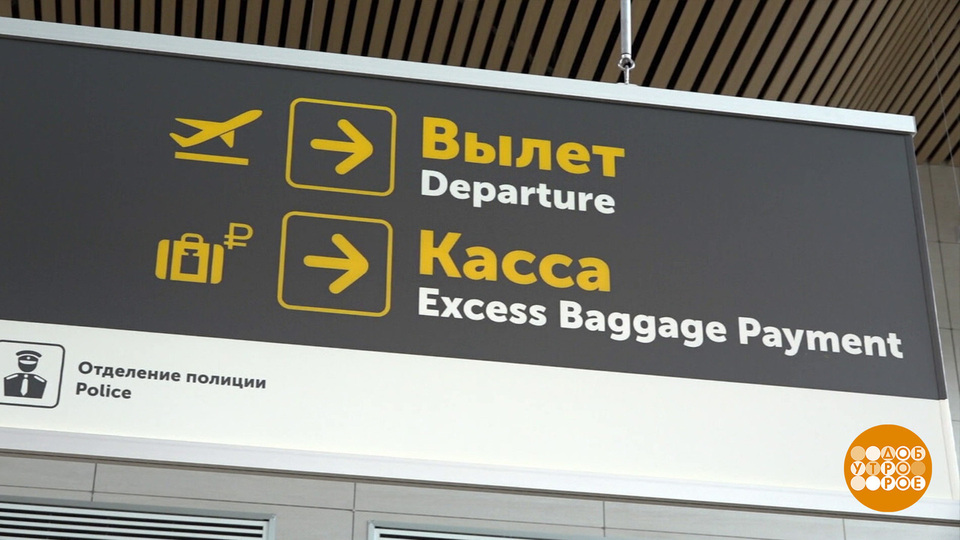 Вылет
Departure
₽
Касса
Excess Baggage Payment
Отделение полиции
Police
ДОБ
УТРО
РОЕ